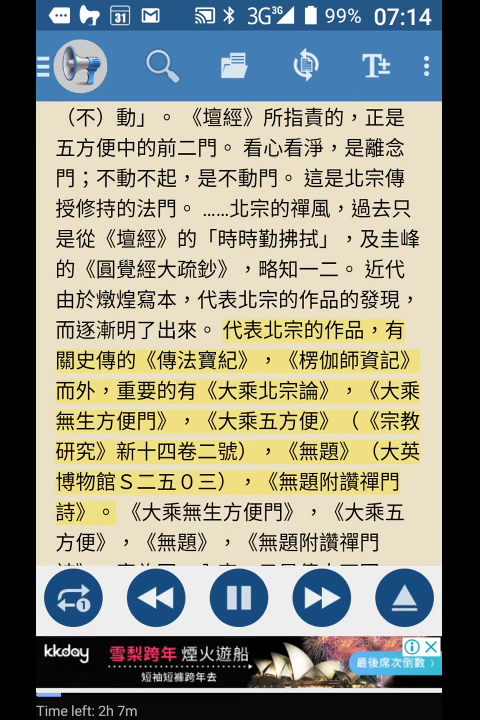 31
3G 3G 99% 07:14
T±
（不）動」。《壇經》所指責的，正是
五方便中的前二門。看心看淨，是離念
門；不動不起，是不動門。這是北宗傳
授修持的法門。……北宗的禪風，過去只
是從《壇經》的「時時勤拂拭」，及圭峰
的《圓覺經大疏鈔》，略知一二。近代
由於燉煌寫本，代表北宗的作品的發現，
而逐漸明了出來。代表北宗的作品，有
關史傳的《傳法寶紀》，《楞伽師資記》
而外，重要的有《大乘北宗論》，《大乘
無生方便門》，《大乘五方便》（《宗教
研究》新十四卷二號），《無題》（大英
博物館Ｓ二五０三），《無題附讚禪門
詩》。《大乘無生方便門》，《大乘五
方便》，《無題》，《無題附讚禪門
1
kkday 雪梨跨年 煙火遊船
短袖短褲跨年去
最後席次倒數 〉
Time left: 2h 7m